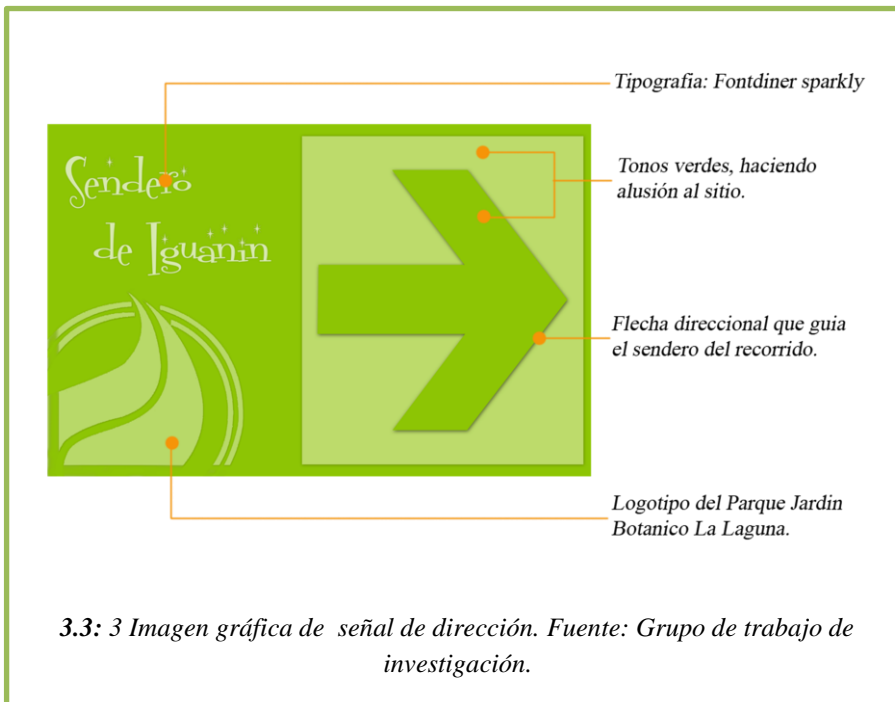 Tipografia: Fontdiner sparkly
Sendero
de Iguanin
Tonos verdes, haciendo
alusión al sitio.
Flecha direccional que guia
el sendero del recorrido.
Logotipo del Parque Jardin
Botanico La Laguna.
3.3: 3 Imagen gráfica de señal de dirección. Fuente: Grupo de trabajo de
investigación.